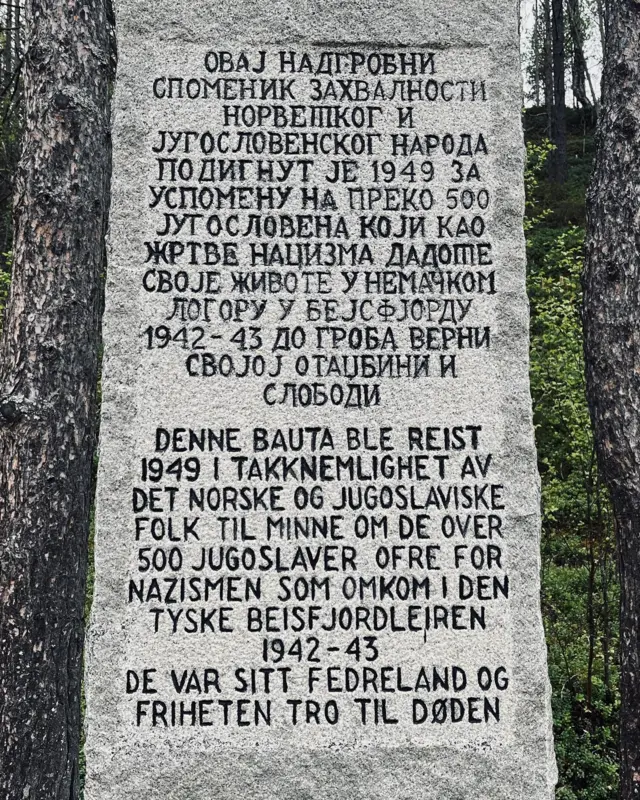 ОВАЈ НАДГРОБНИ
СПОМЕНИК ЗАХВАЛНОСТИ
НОРВЕШКОГ И
ЈУГОСЛОВЕНСКОГ НАРОДА
ПОДИГНУТ ЈЕ 1949 ЗА
УСПОМЕНУ НА ПРЕКО 500
ЈУГОСЛОВЕНА КОЈИ КАО
ЖРТВЕ НАЦИЗМА ДАДОШЕ
СВОЈЕ ЖИВОТЕ У НЕМАЧКОМ
ЛОГОРУ У БЕЈСФЈОРДУ
1942-43 ДО ГРОБА ВЕРНИ
СВОЈОЈ ОТАЏБИНИ И
СЛОБОДИ
DENNE BAUTA BLE REIST
1949 I TAKKNEMLIGHET AV
DET NORSKE OG JUGOSLAVISKE
FOLK TIL MINNE OM DE OVER
500 JUGOSLAVER OFRE FOR
NAZISMEN SOM OMKOM I DEN
TYSKE BEISFJORDLEIREN
1942-43
DE VAR SITT FEDRELAND OG
FRIHETEN TRO TIL DØDEN